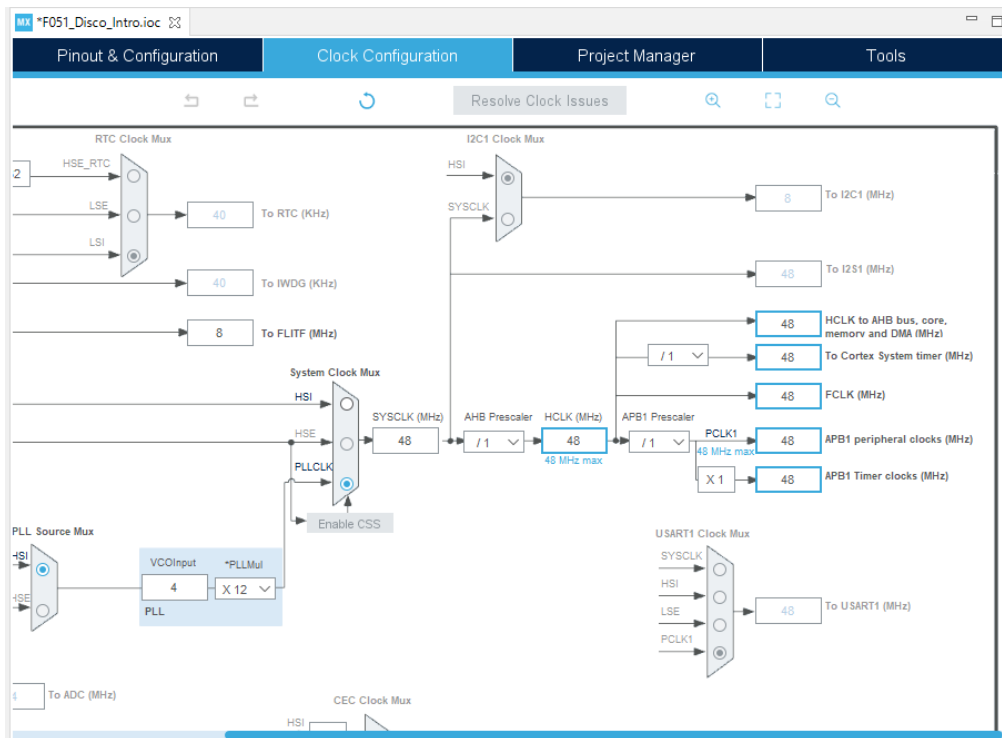 MX *F051_Disco_Intro.ioc
Pinout & Configuration
Clock Configuration
Project Manager
Tools
Resolve Clock Issues
RTC Clock Mux
HSE_RTC
LSE
40
To RTC (KHz)
LSI
40
To IWDG (KHz)
8
To FLITF (MHz)
I2C1 Clock Mux
HSI
SYSCLK
8
To I2C1 (MHz)
48
To I2S1 (MHz)
System Clock Mux
HSI
HSE
PLLCLK
Enable CSS
SYSCLK (MHz)
48
AHB Prescaler
/ 1
HCLK (MHz)
48
48 MHz max
APB1 Prescaler
/ 1
/ 1
48
HCLK to AHB bus, core,
memory and DMA (MHz)
48
To Cortex System timer (MHz)
48
FCLK (MHz)
PCLK1
48 MHz max
48
APB1 peripheral clocks (MHz)
X 1
48
APB1 Timer clocks (MHz)
PLL Source Mux
HSI
HSE
VCOInput
4
*PLLMul
X 12
PLL
USART1 Clock Mux
SYSCLK
HSI
LSE
PCLK1
48
To USART1 (MHz)
To ADC (MHz)
CEC Clock Mux
HSI